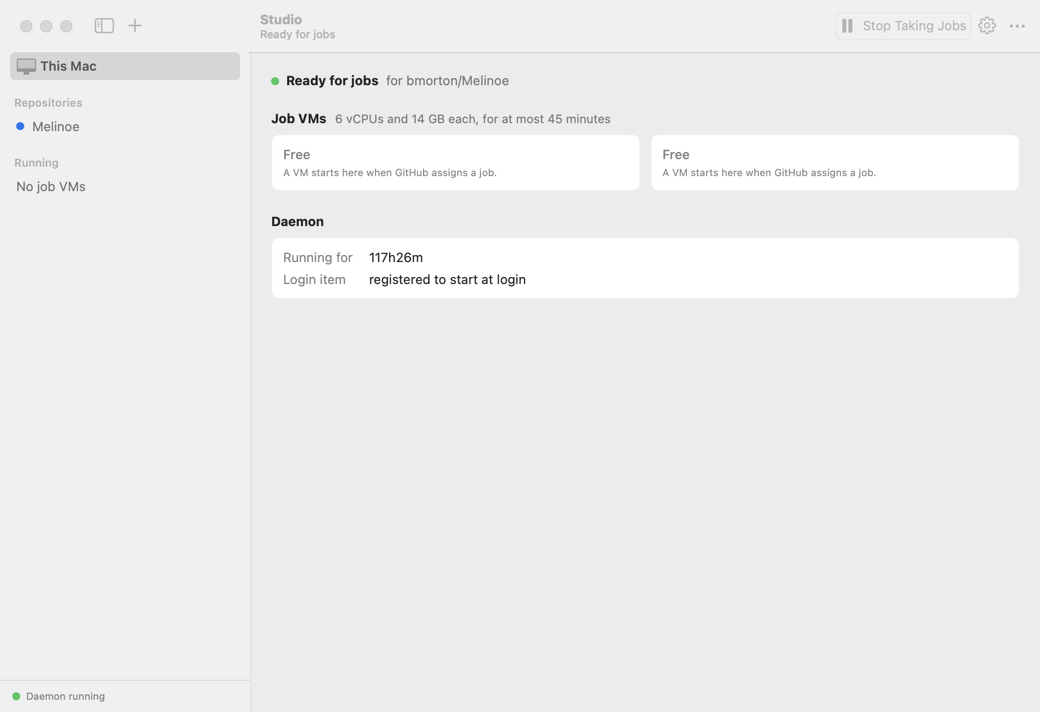 Studio
Ready for jobs
Stop Taking Jobs
This Mac
Repositories
Melinoe
Running
No job VMs
Daemon running
Ready for jobs for bmorton/Melinoe
Job VMs 6 vCPUs and 14 GB each, for at most 45 minutes
Free
A VM starts here when GitHub assigns a job.
Free
A VM starts here when GitHub assigns a job.
Daemon
Running for 117h26m
Login item registered to start at login